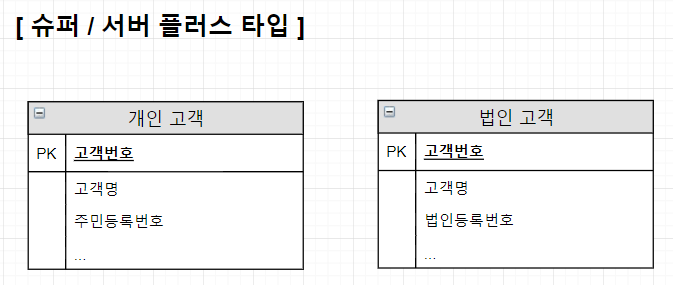 [ 슈퍼 / 서버 플러스 타입 ]
개인 고객
PK 고객번호
고객명
주민등록번호
...
법인 고객
PK 고객번호
고객명
법인등록번호
...